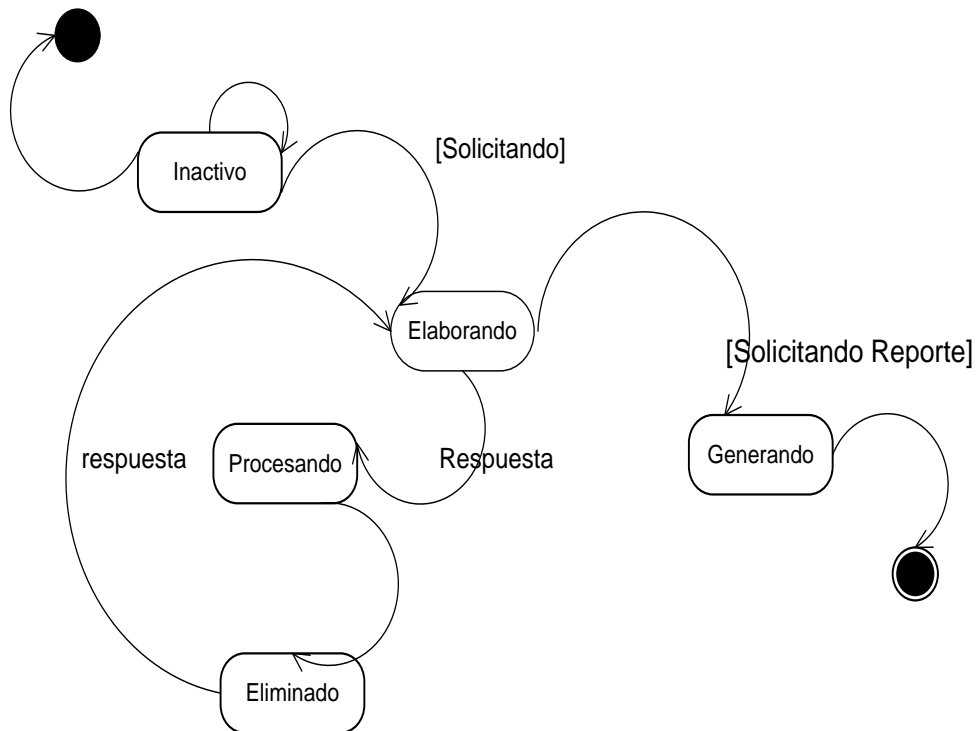 [Solicitando]
Inactivo
Elaborando
[Solicitando Reporte]
respuesta
Procesando
Respuesta
Generando
Eliminado